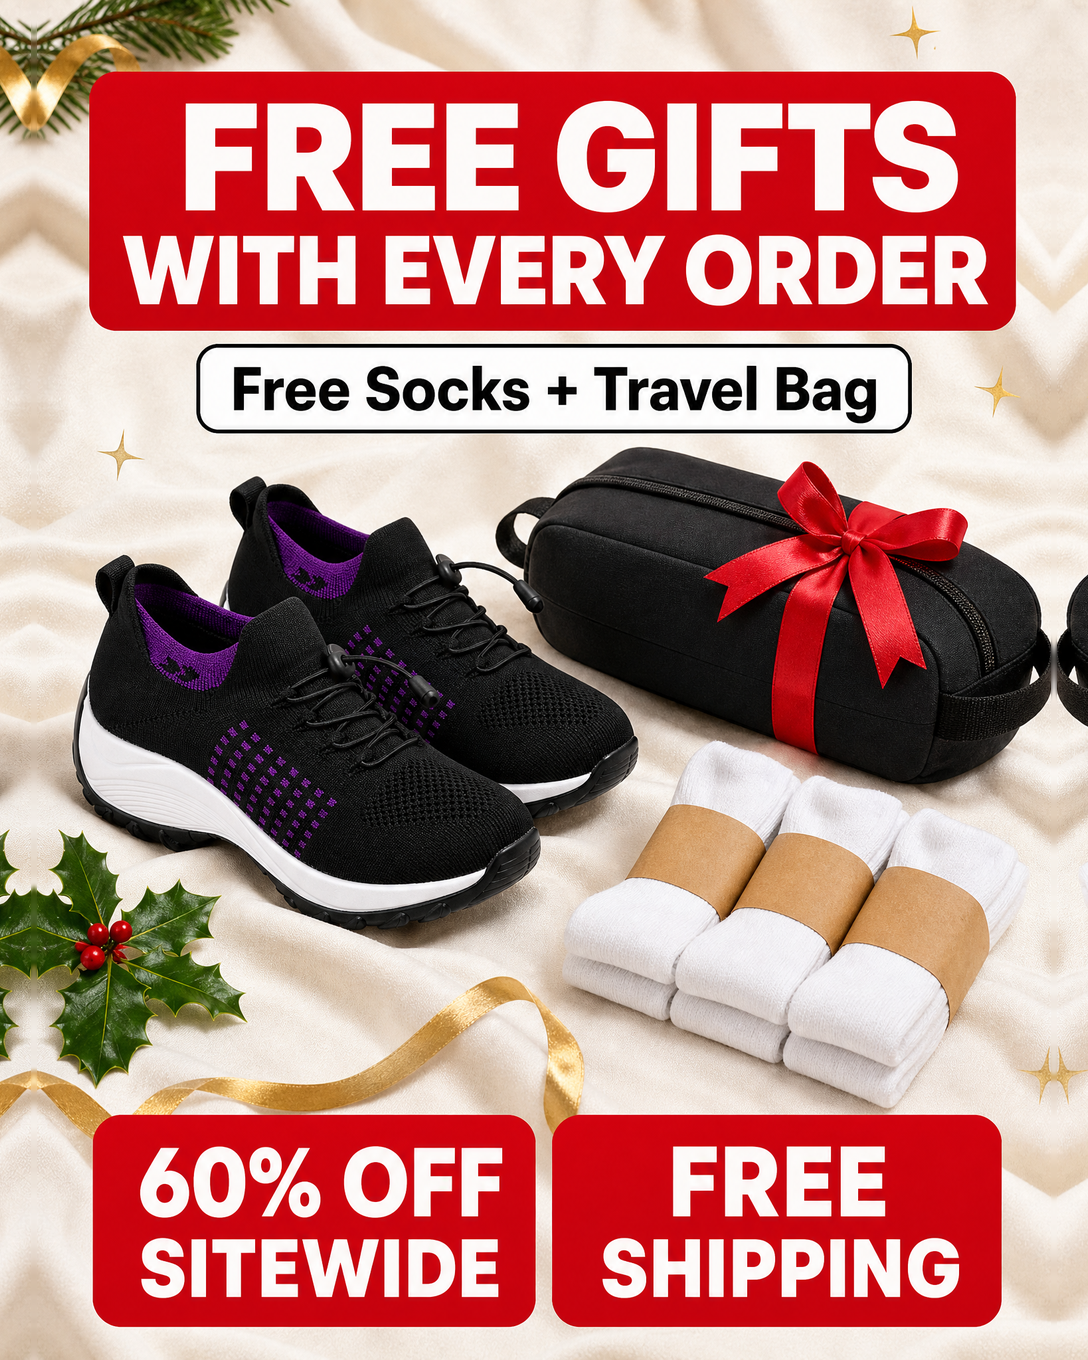 FREE GIFTS
WITH EVERY ORDER
Free Socks + Travel Bag
60% OFF
SITEWIDE
FREE
SHIPPING